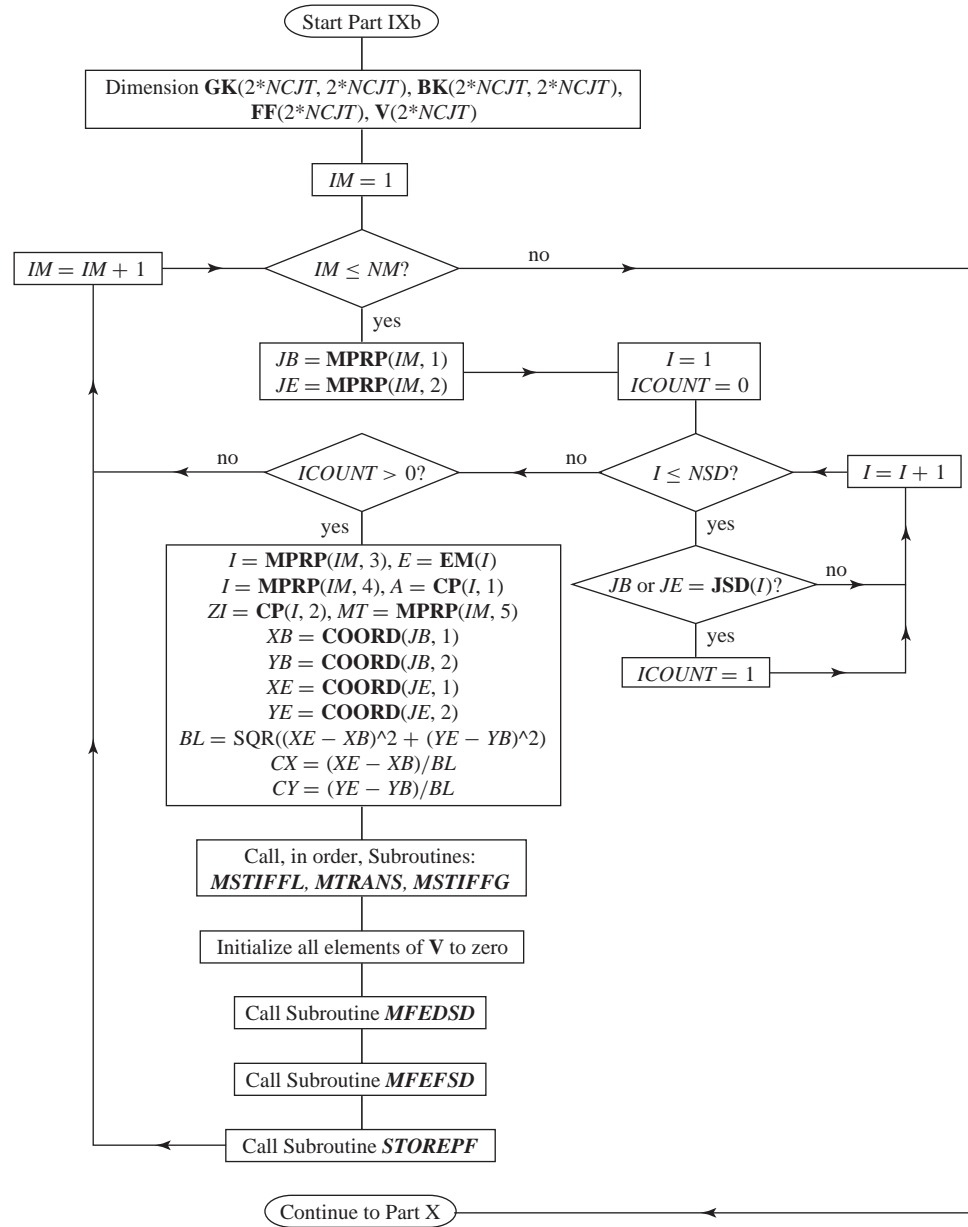 Start Part IXb
Dimension GK(2*NCJT, 2*NCJT), BK(2*NCJT, 2*NCJT),
FF(2*NCJT), V(2*NCJT)
IM = 1
IM = IM + 1
IM ≤ NM?
no
yes
JB = MPRP(IM, 1)
JE = MPRP(IM, 2)
I = 1
ICOUNT = 0
no
ICOUNT > 0?
no
I ≤ NSD?
I = I + 1
yes
yes
I = MPRP(IM, 3), E = EM(I)
I = MPRP(IM, 4), A = CP(I, 1)
ZI = CP(I, 2), MT = MPRP(IM, 5)
XB = COORD(JB, 1)
YB = COORD(JB, 2)
XE = COORD(JE, 1)
YE = COORD(JE, 2)
BL = SQR((XE − XB)^2 + (YE − YB)^2)
CX = (XE − XB)/BL
CY = (YE − YB)/BL
JB or JE = JSD(I)?
no
yes
ICOUNT = 1
Call, in order, Subroutines:
MSTIFFL, MTRANS, MSTIFFG
Initialize all elements of V to zero
Call Subroutine MFEDSD
Call Subroutine MFEFSD
Call Subroutine STOREPF
Continue to Part X